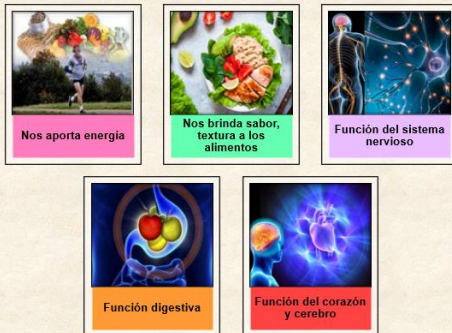 Nos aporta energía
Nos brinda sabor,
textura a los
alimentos
Función del sistema
nervioso
Función digestiva
Función del corazón
y cerebro